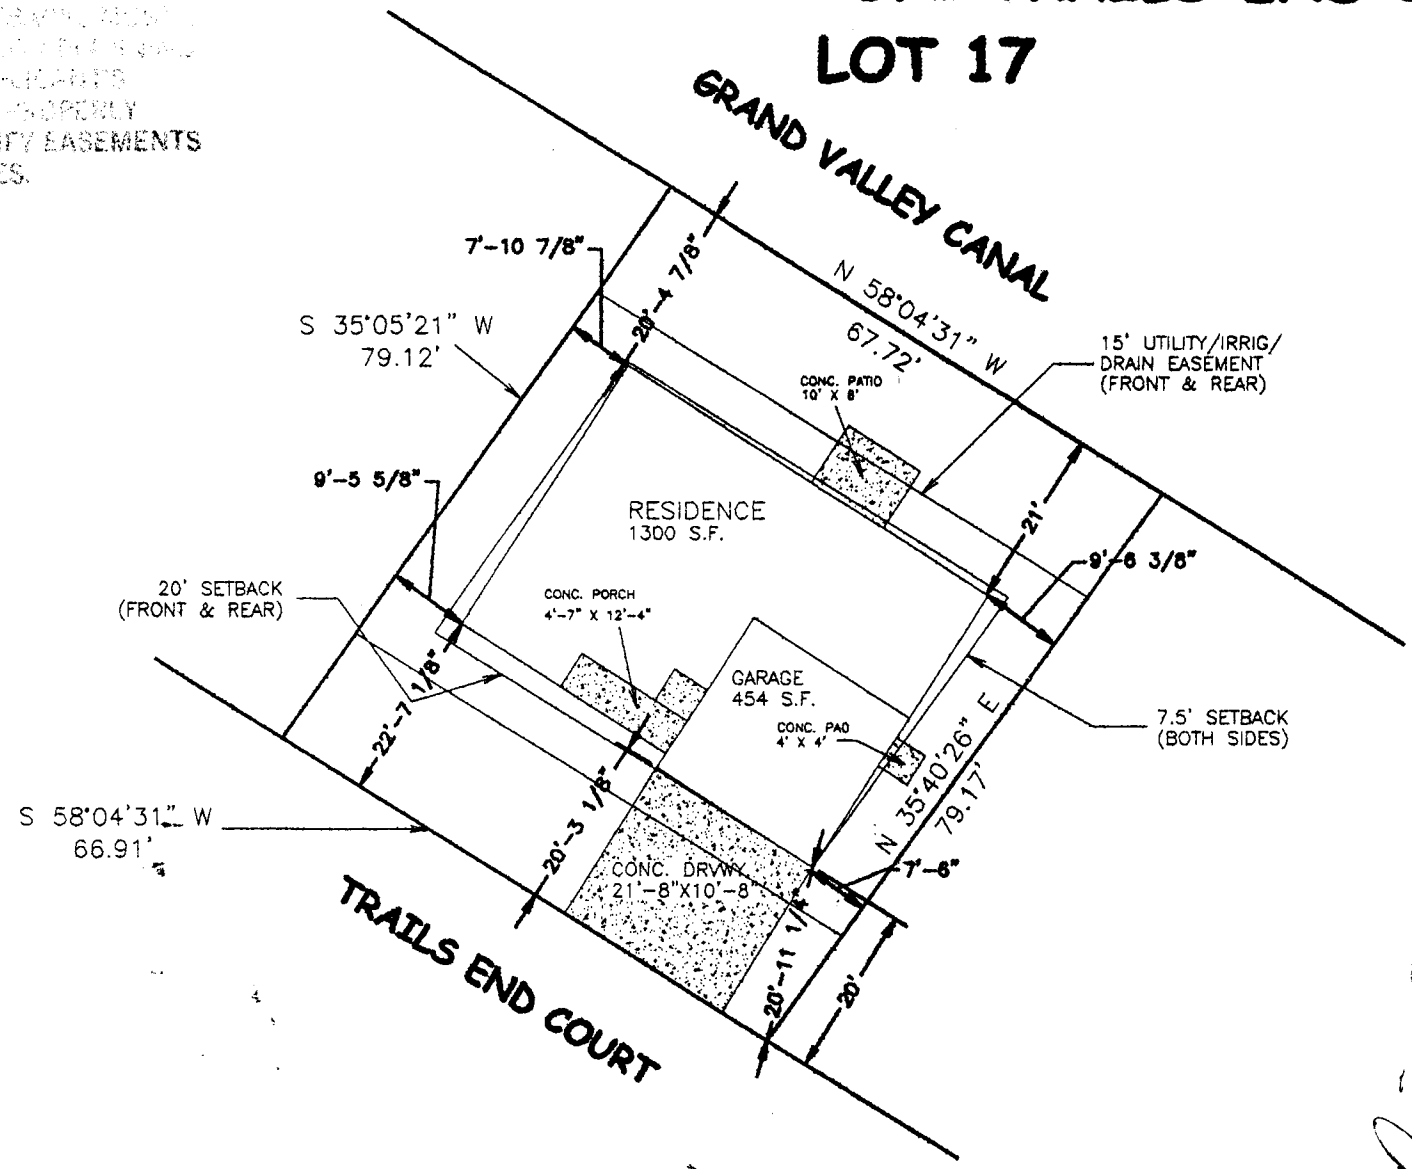 LOT 17
EASEMENTS
GRAND VALLEY CANAL
7'-10 7/8"
20'-4 7/8"
N 58°04'31" W
67.72'
S 35°05'21" W
79.12'
15' UTILITY/IRRIG/
DRAIN EASEMENT
(FRONT & REAR)
CONC. PATIO
10' X 8'
9'-5 5/8"
RESIDENCE
1300 S.F.
21'
9'-6 3/8"
20' SETBACK
(FRONT & REAR)
CONC. PORCH
4'-7" X 12'-4"
GARAGE
454 S.F.
CONC. PAD
4' X 4'
7.5' SETBACK
(BOTH SIDES)
22'-7 1/8"
N 35°40'26" E
79.17'
S 58°04'31" W
66.91'
20'-3 1/8"
CONC. DRVWY
21'-8"X10'-8"
7'-6"
20'-11 1/4"
20'
TRAILS END COURT